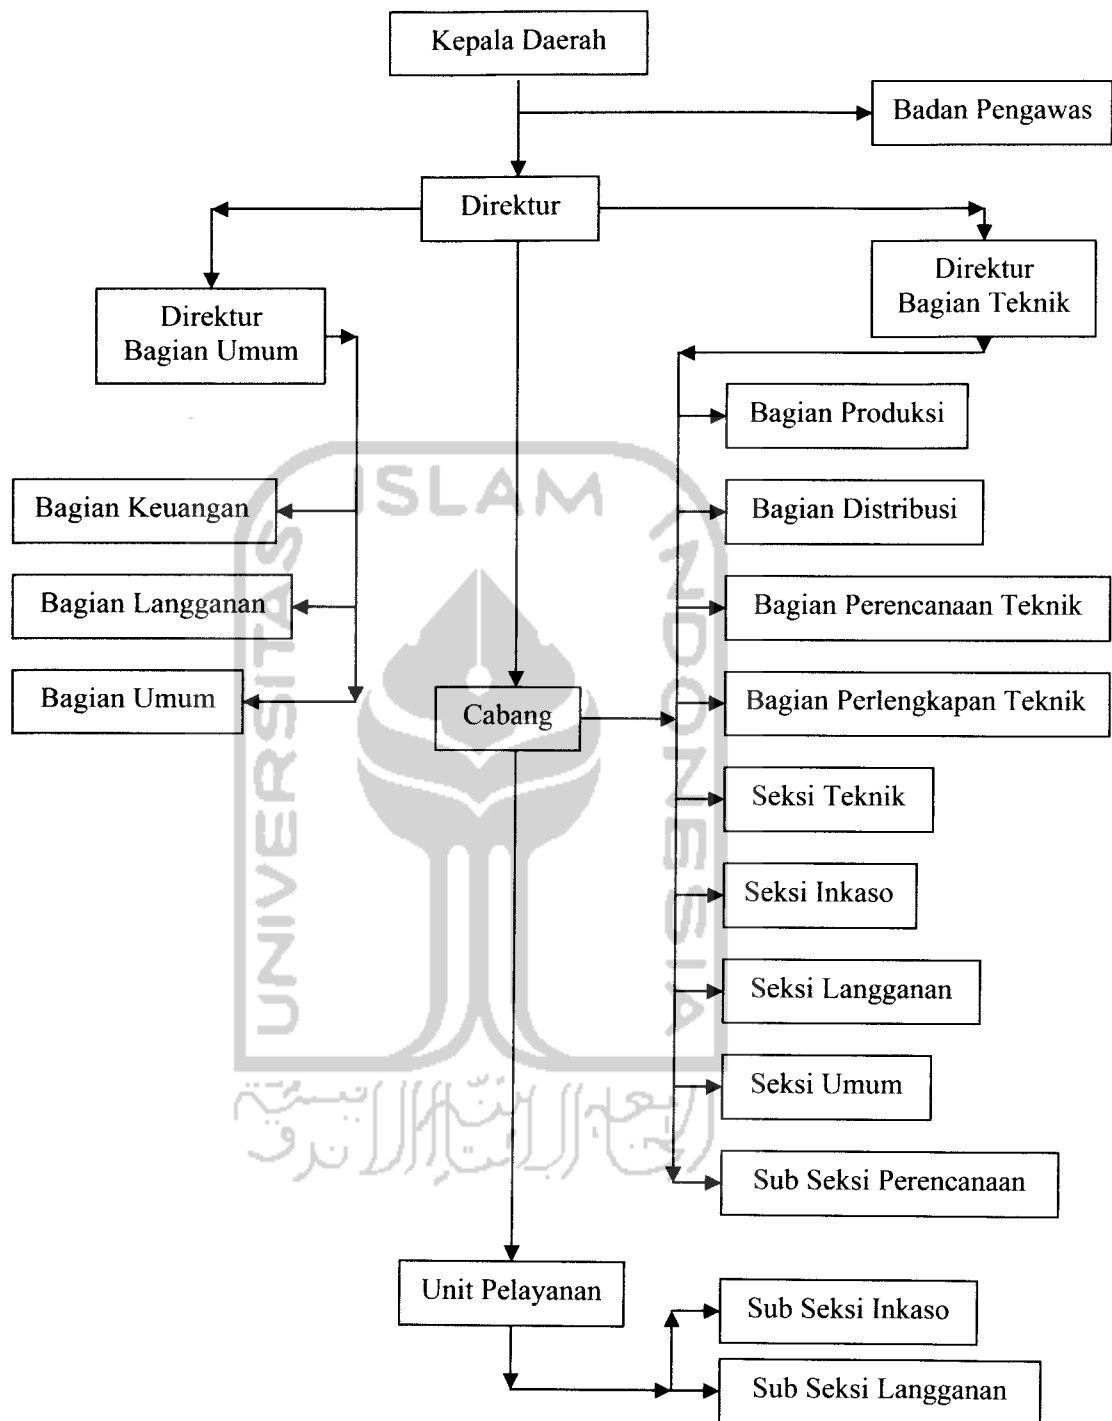 Kepala Daerah
Badan Pengawas
Direktur
Direktur
Bagian Teknik
Direktur
Bagian Umum
Bagian Produksi
Bagian Keuangan
Bagian Distribusi
Bagian Langganan
Bagian Perencanaan Teknik
Bagian Umum
Cabang
Bagian Perlengkapan Teknik
Seksi Teknik
Seksi Inkaso
Seksi Langganan
Seksi Umum
Sub Seksi Perencanaan
Unit Pelayanan
Sub Seksi Inkaso
Sub Seksi Langganan
UNIVERSITAS
ISLAM
INDONESIA